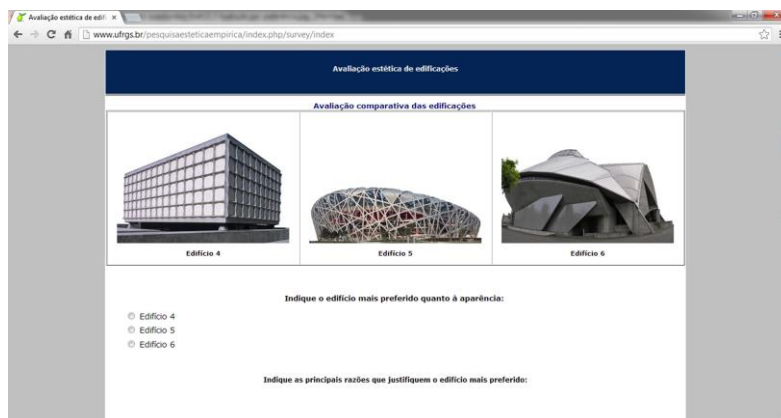 Avaliação estética de edifi
www.ufrgs.br/pesquisaesteticaempirica/index.php/survey/index
Avaliação estética de edificações
Avaliação comparativa das edificações
Edifício 4
Edifício 5
Edifício 6
Indique o edifício mais preferido quanto à aparência:
Edifício 4
Edifício 5
Edifício 6
Indique as principais razões que justifiquem o edifício mais preferido: